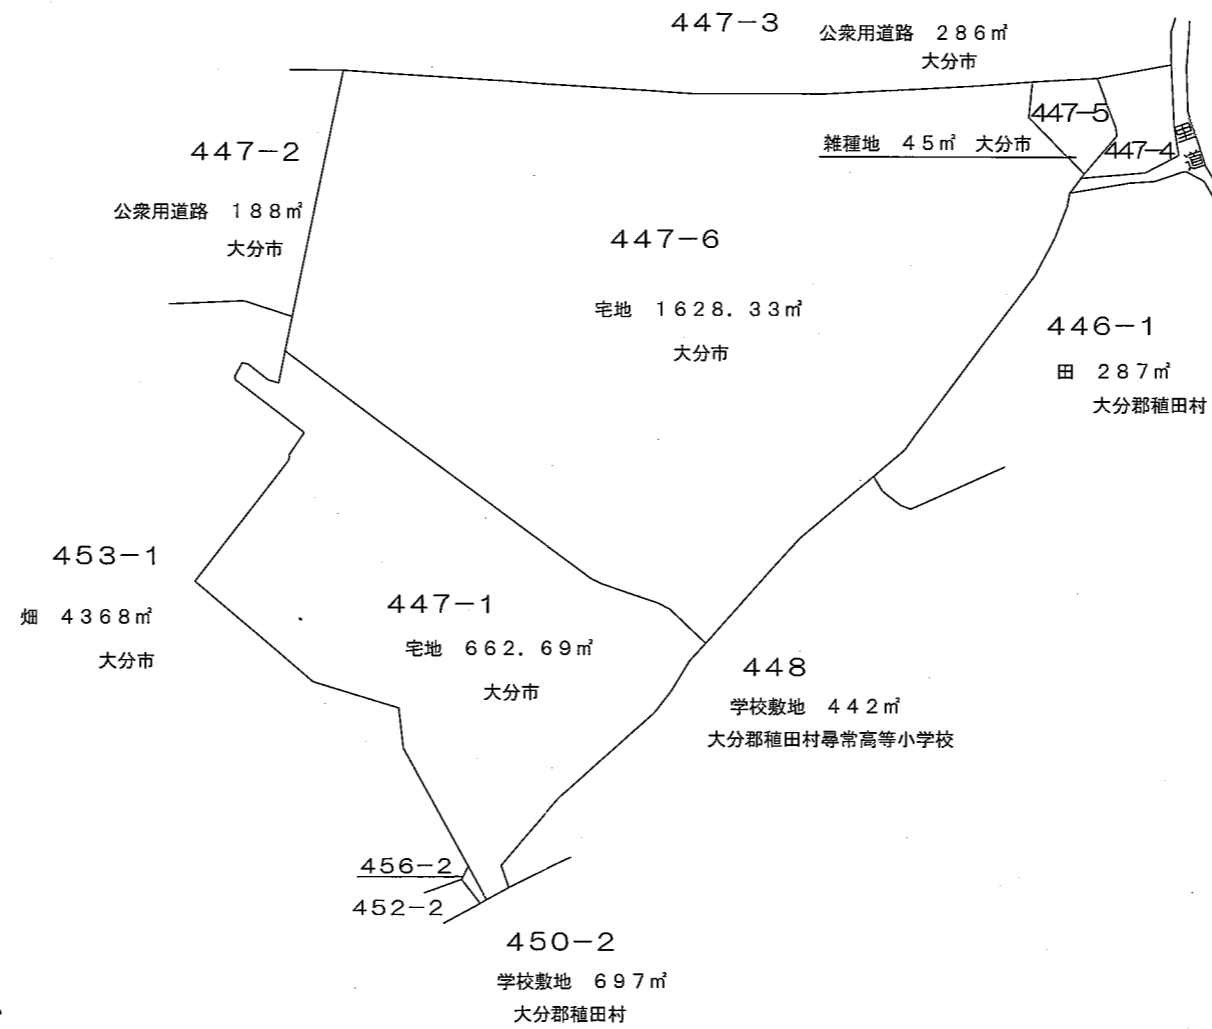 447-3
公衆用道路 286㎡
大分市
447-5
447-2
雑種地 45㎡ 大分市
447-4
里道
公衆用道路 188㎡
大分市
447-6
宅地 1628.33㎡
大分市
446-1
田 287㎡
大分郡稙田村
453-1
畑 4368㎡
大分市
447-1
宅地 662.69㎡
大分市
448
学校敷地 442㎡
大分郡稙田村尋常高等小学校
456-2
452-2
450-2
学校敷地 697㎡
大分郡稙田村